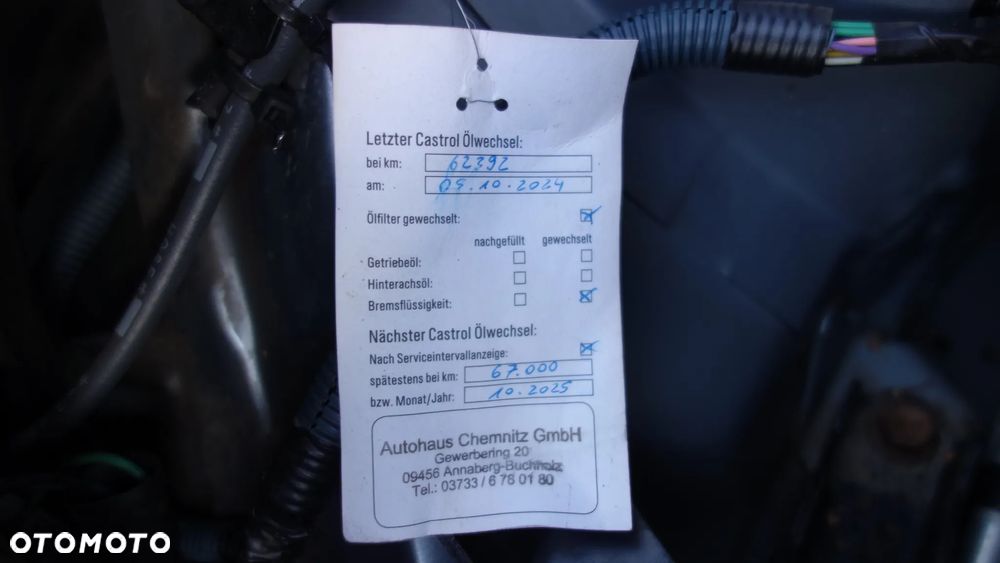 Letzter Castrol Ölwechsel:
bei km: 62392
am: 09.10.2024
Ölfilter gewechselt:
nachgefüllt gewechselt
Getriebeöl:
Hinterachsöl:
Bremsflüssigkeit:
Nächster Castrol Ölwechsel:
Nach Serviceintervallanzeige:
spätestens bei km: 67.000
bzw. Monat/Jahr: 10.2025
Autohaus Chemnitz GmbH
Gewerbering 20
09456 Annaberg-Buchholz
Tel.: 03733 / 6 76 01 80
OTOMOTO